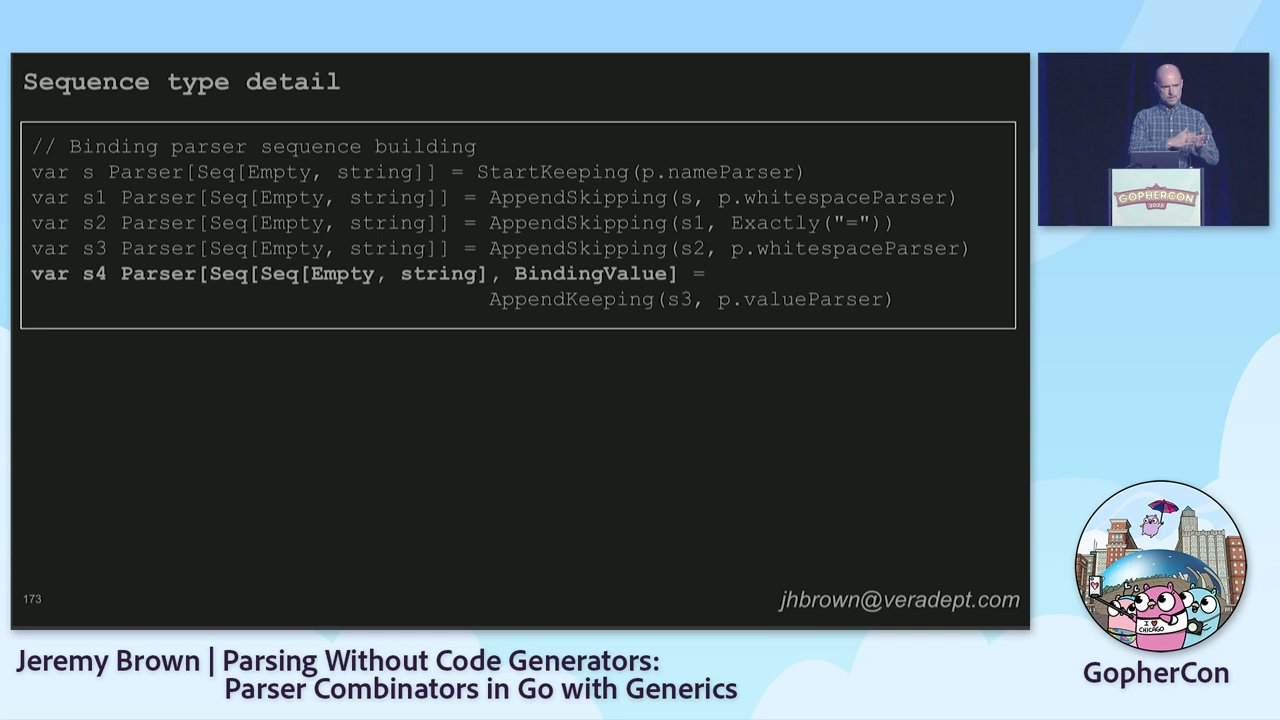 Sequence type detail
// Binding parser sequence building
var s Parser[Seq[Empty, string]] = StartKeeping(p.nameParser)
var s1 Parser[Seq[Empty, string]] = AppendSkipping(s, p.whitespaceParser)
var s2 Parser[Seq[Empty, string]] = AppendSkipping(s1, Exactly("="))
var s3 Parser[Seq[Empty, string]] = AppendSkipping(s2, p.whitespaceParser)
var s4 Parser[Seq[Seq[Empty, string], BindingValue] =
AppendKeeping(s3, p.valueParser)
173
jhbrown@veradept.com
GOPHERCON
2022
I
CHICAGO
GopherCon
Jeremy Brown | Parsing Without Code Generators:
Parser Combinators in Go with Generics